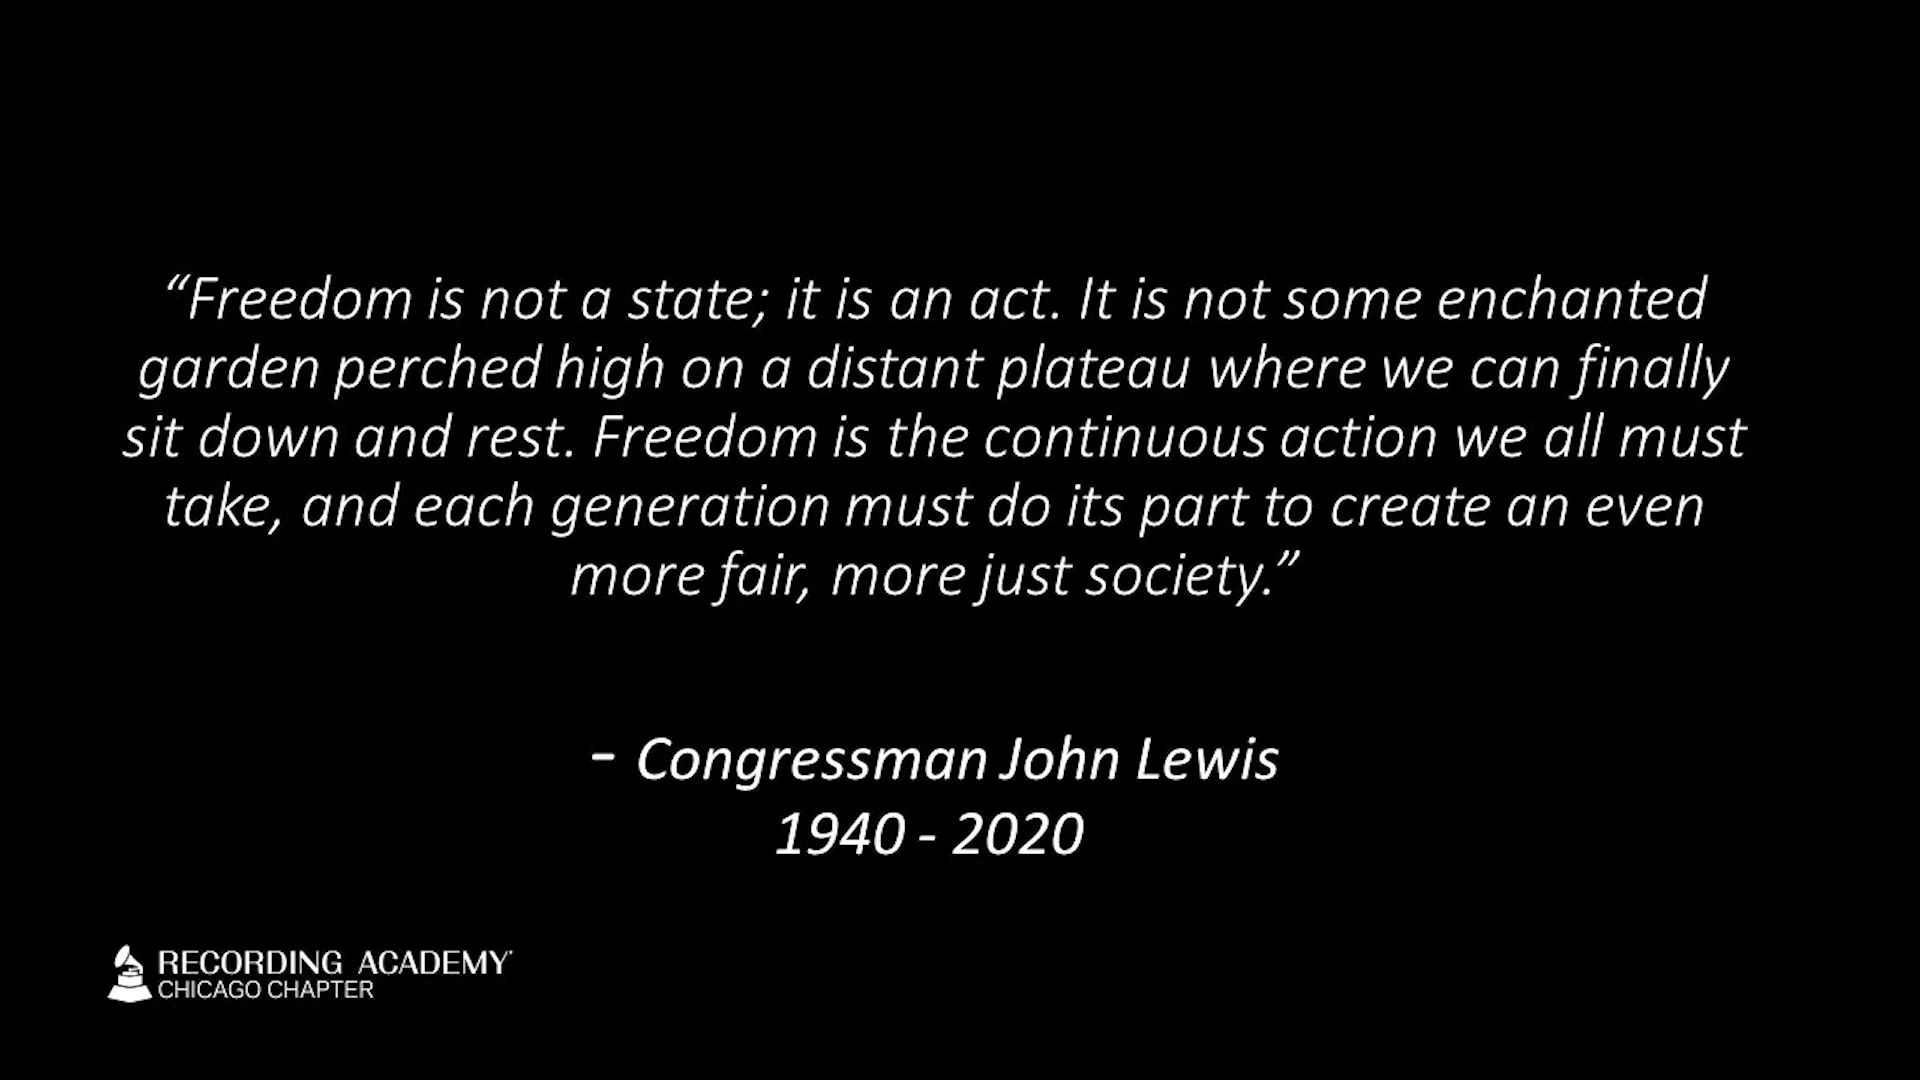 “Freedom is not a state; it is an act. It is not some enchanted
garden perched high on a distant plateau where we can finally
sit down and rest. Freedom is the continuous action we all must
take, and each generation must do its part to create an even
more fair, more just society.”
- Congressman John Lewis
1940 - 2020
RECORDING ACADEMY
CHICAGO CHAPTER